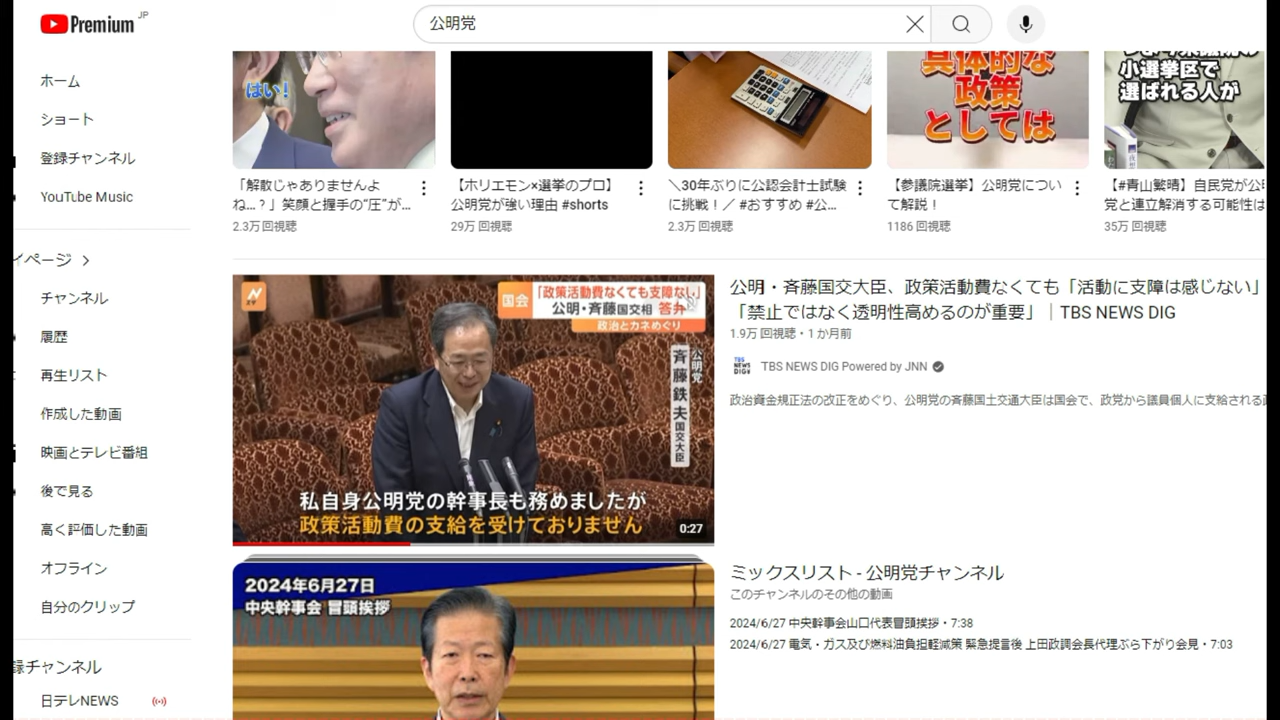 Premium JP
公明党
ホーム
ショート
登録チャンネル
YouTube Music
イページ
チャンネル
履歴
再生リスト
作成した動画
映画とテレビ番組
後で見る
高く評価した動画
オフライン
自分のクリップ
録チャンネル
日テレNEWS
はい!
具体的な
政策
としては
小選挙区で
選ばれる人が
「解散じゃありませんよ
ね…？」笑顔と握手の“圧”が…
2.3万 回視聴
【ホリエモン×選挙のプロ】
公明党が強い理由 #shorts
29万 回視聴
＼30年ぶりに公認会計士試験
に挑戦！／ #おすすめ #公…
2.3万 回視聴
【参議院選挙】公明党につい
て解説！
1186 回視聴
【#青山繁晴】自民党が公明
党と連立解消する可能性は
35万 回視聴
国会
「政策活動費なくても支障ない」
公明・斉藤国交相 答弁
政治とカネめぐり
公明党
斉藤鉄夫国交大臣
私自身公明党の幹事長も務めましたが
政策活動費の支給を受けておりません
0:27
公明・斉藤国交大臣、政策活動費なくても「活動に支障は感じない」
「禁止ではなく透明性高めるのが重要」｜TBS NEWS DIG
1.9万 回視聴・1 か月前
TBS NEWS DIG
TBS NEWS DIG Powered by JNN
政治資金規正法の改正をめぐり、公明党の斉藤国土交通大臣は国会で、政党から議員個人に支給される
2024年6月27日
中央幹事会 冒頭挨拶
ミックスリスト - 公明党チャンネル
このチャンネルのその他の動画
2024/6/27 中央幹事会山口代表冒頭挨拶・7:38
2024/6/27 電気・ガス及び燃料油負担軽減策 緊急提言後 上田政調会長代理ぶら下がり会見・7:03